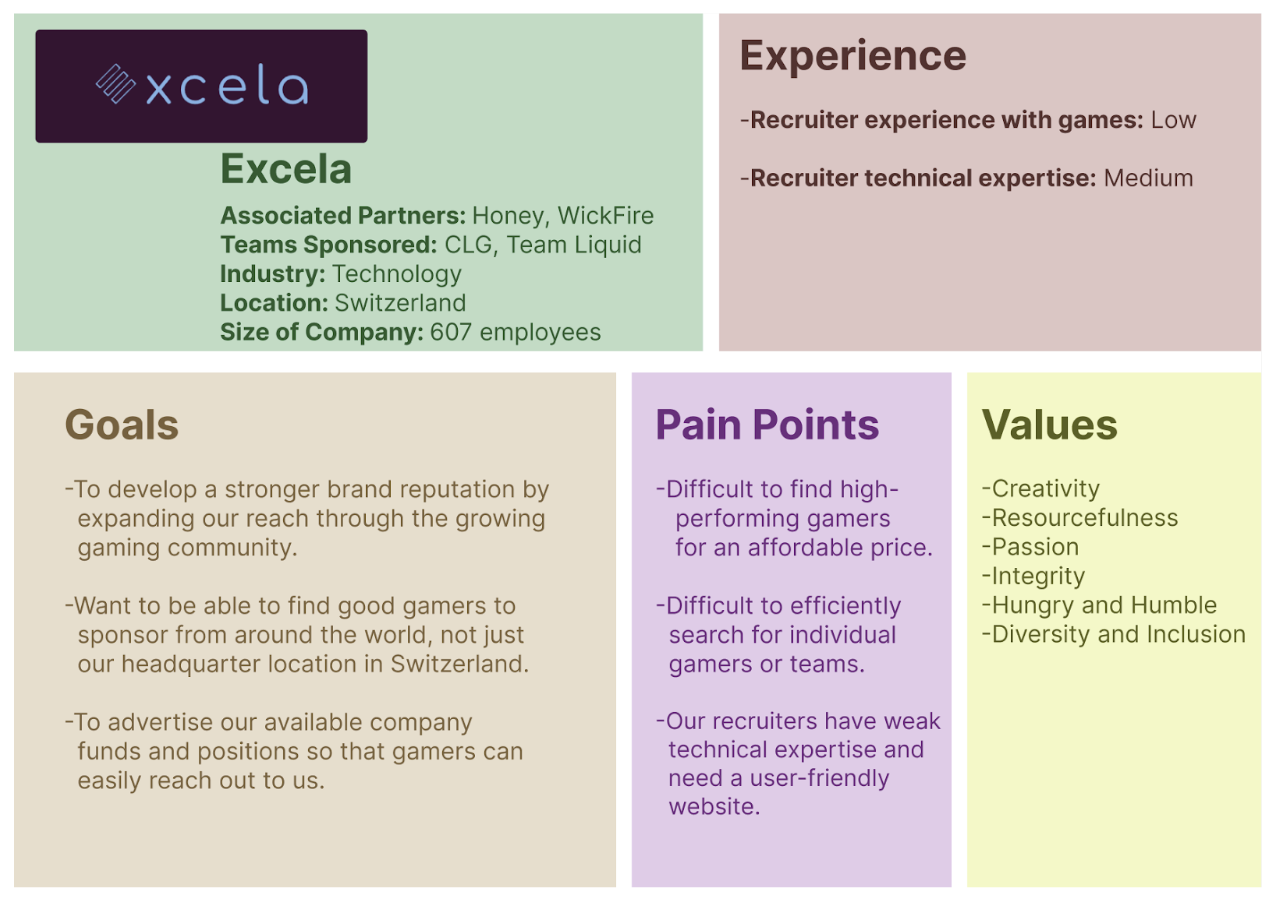 xcela
Excela
Associated Partners: Honey, WickFire
Teams Sponsored: CLG, Team Liquid
Industry: Technology
Location: Switzerland
Size of Company: 607 employees
Experience
-Recruiter experience with games: Low
-Recruiter technical expertise: Medium
Goals
-To develop a stronger brand reputation by
expanding our reach through the growing
gaming community.
-Want to be able to find good gamers to
sponsor from around the world, not just
our headquarter location in Switzerland.
-To advertise our available company
funds and positions so that gamers can
easily reach out to us.
Pain Points
-Difficult to find high-
performing gamers
for an affordable price.
-Difficult to efficiently
search for individual
gamers or teams.
-Our recruiters have weak
technical expertise and
need a user-friendly
website.
Values
-Creativity
-Resourcefulness
-Passion
-Integrity
-Hungry and Humble
-Diversity and Inclusion